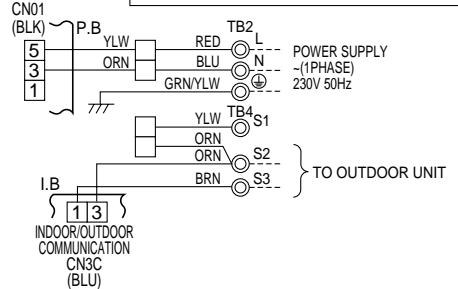 CN01
(BLK)
P.B
TB2
5
YLW
RED
L
3
ORN
BLU
N
1
GRN/YLW
POWER SUPPLY
~(1PHASE)
230V 50Hz
TB4
YLW
S1
ORN
ORN
S2
BRN
S3
TO OUTDOOR UNIT
I.B
1 3
INDOOR/OUTDOOR
COMMUNICATION
CN3C
(BLU)